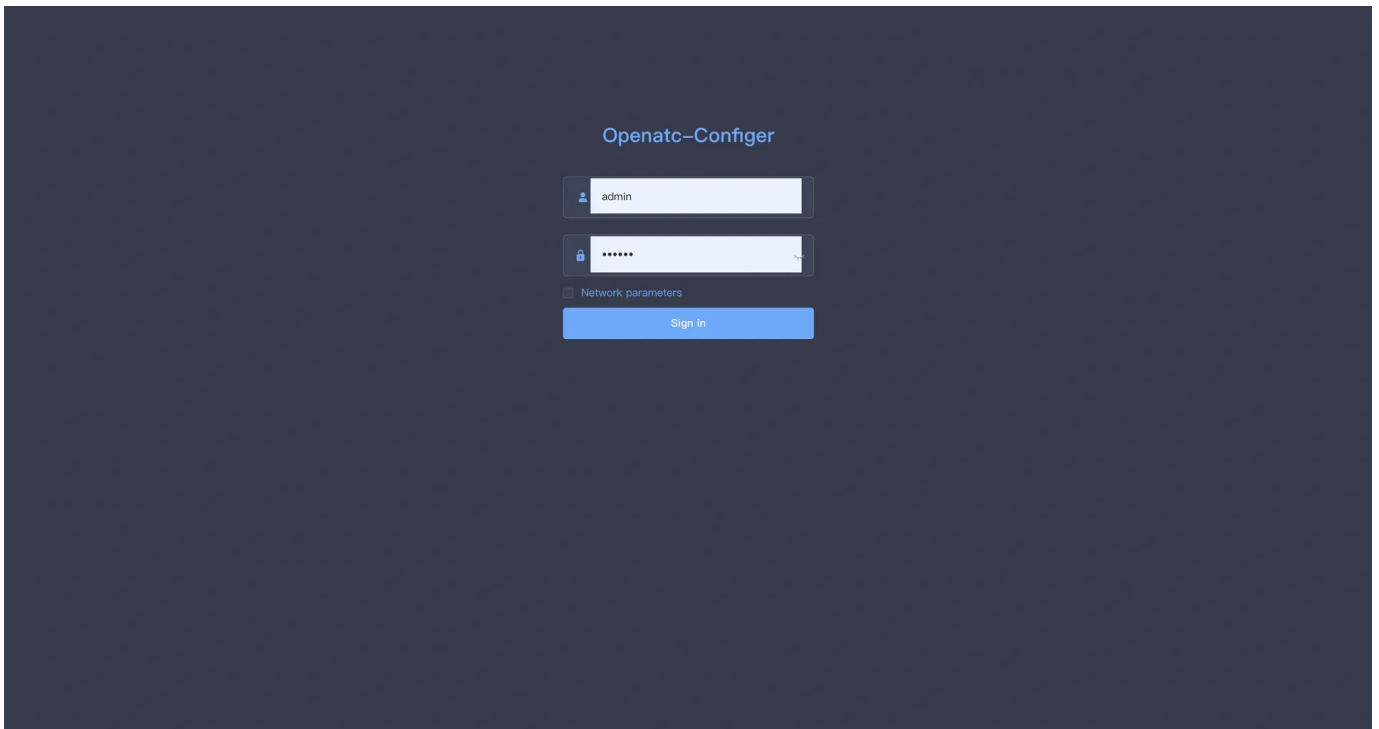 Openatc-Configer
admin
••••••
Network parameters
Sign in